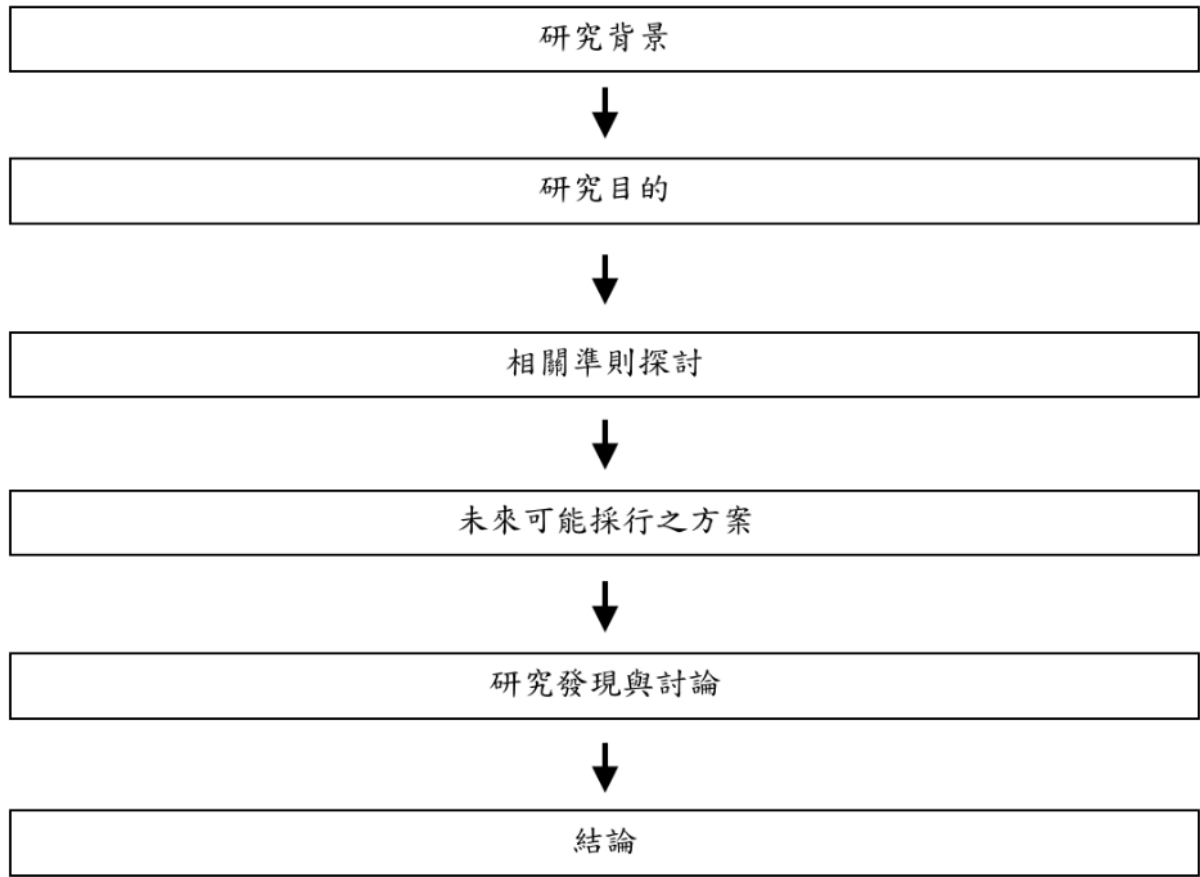 研究背景
研究目的
相關準則探討
未來可能採行之方案
研究發現與討論
結論